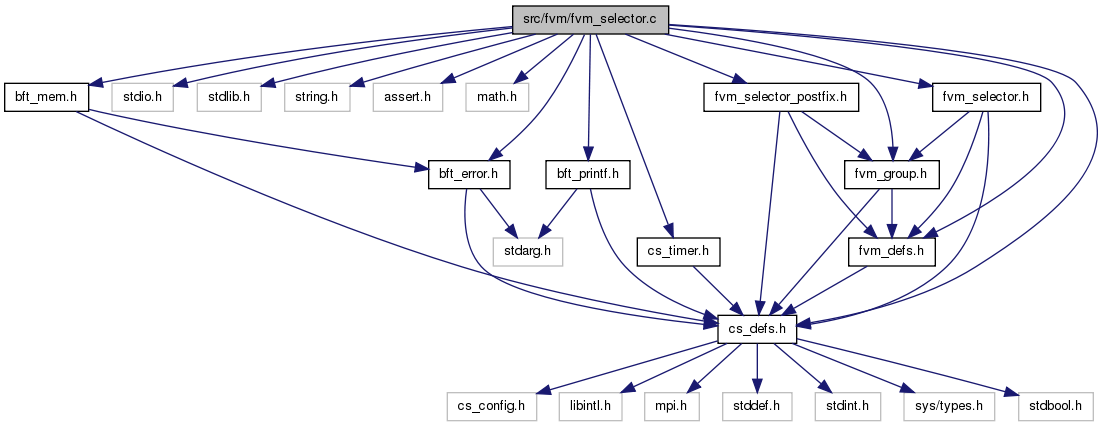 src/fvm/fvm_selector.c
bft_mem.h
stdio.h
stdlib.h
string.h
assert.h
math.h
fvm_selector_postfix.h
fvm_selector.h
bft_error.h
bft_printf.h
fvm_group.h
stdarg.h
cs_timer.h
fvm_defs.h
cs_defs.h
cs_config.h
libintl.h
mpi.h
stddef.h
stdint.h
sys/types.h
stdbool.h